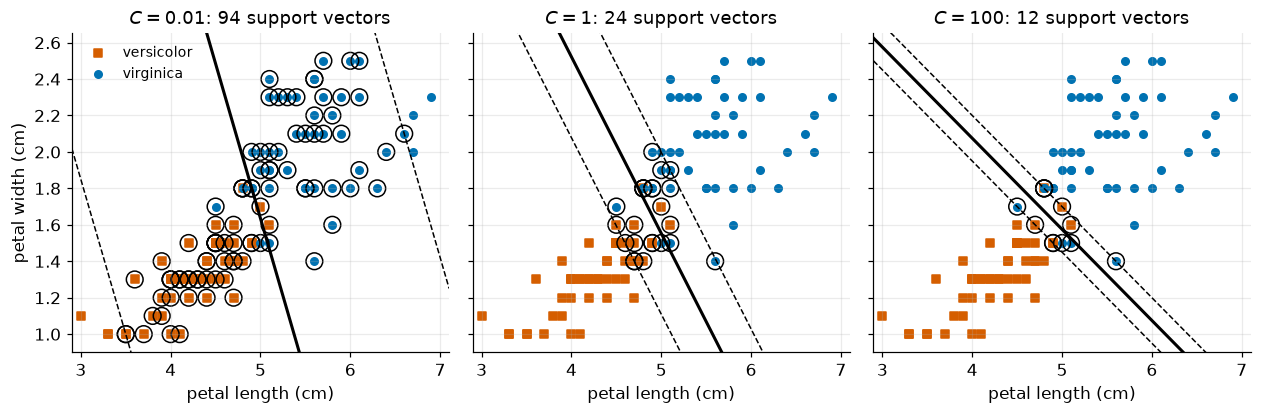 C = 0.01: 94 support vectors
versicolor
virginica
petal width (cm)
2.6
2.4
2.2
2.0
1.8
1.6
1.4
1.2
1.0
3 4 5 6 7
petal length (cm)
C = 1: 24 support vectors
3 4 5 6 7
petal length (cm)
C = 100: 12 support vectors
3 4 5 6 7
petal length (cm)